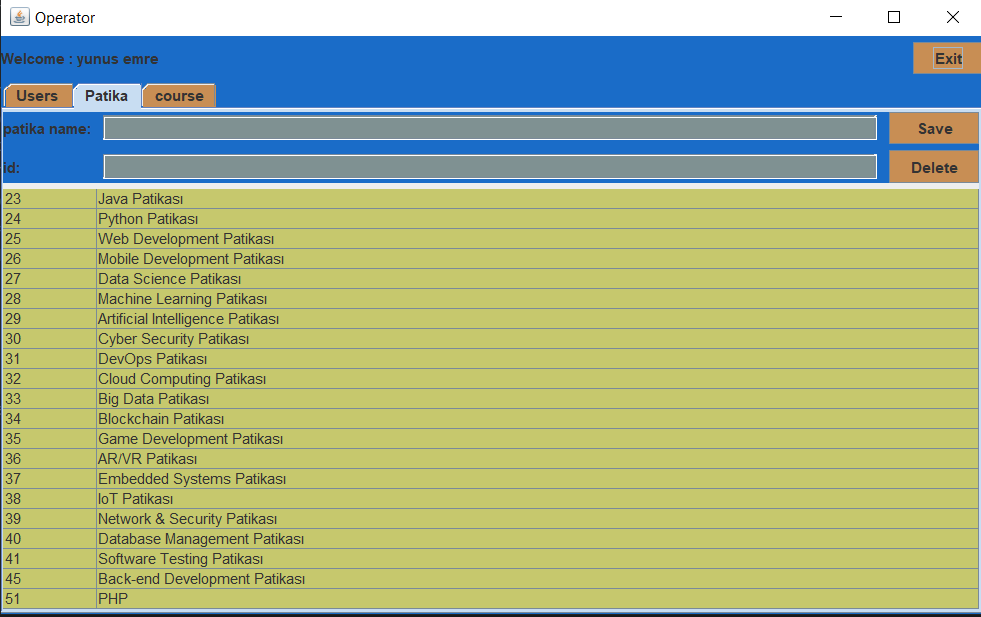 Operator
Welcome : yunus emre
Exit
Users Patika course
patika name: Save
id: Delete
23 Java Patikası
24 Python Patikası
25 Web Development Patikası
26 Mobile Development Patikası
27 Data Science Patikası
28 Machine Learning Patikası
29 Artificial Intelligence Patikası
30 Cyber Security Patikası
31 DevOps Patikası
32 Cloud Computing Patikası
33 Big Data Patikası
34 Blockchain Patikası
35 Game Development Patikası
36 AR/VR Patikası
37 Embedded Systems Patikası
38 IoT Patikası
39 Network & Security Patikası
40 Database Management Patikası
41 Software Testing Patikası
45 Back-end Development Patikası
51 PHP